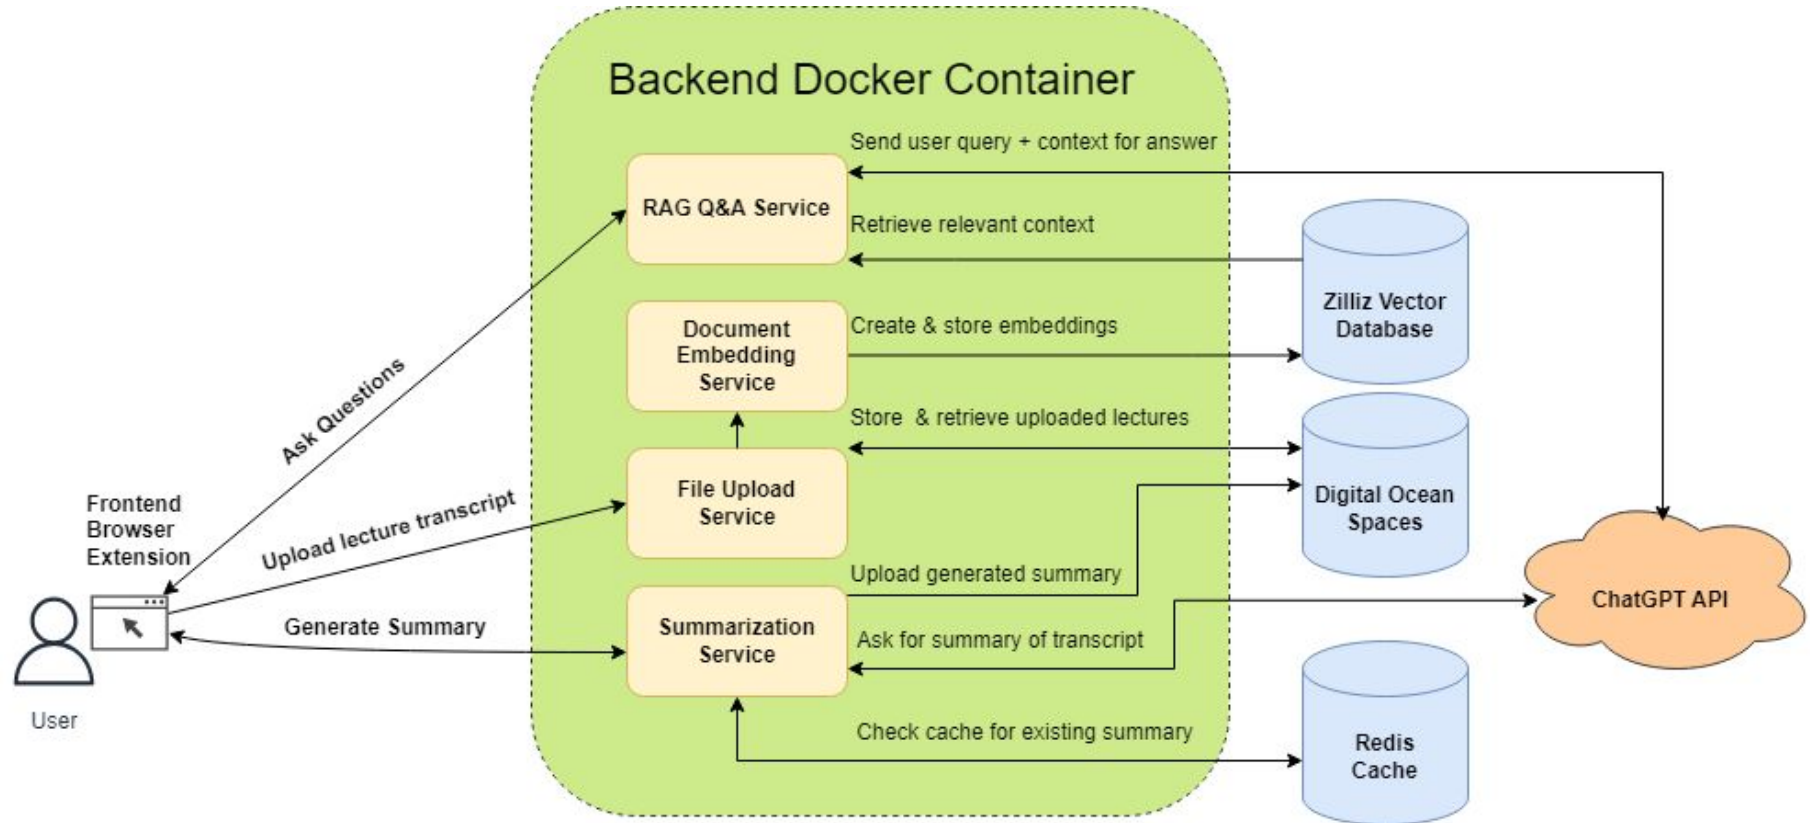 Backend Docker Container
Send user query + context for answer
RAG Q&A Service
Retrieve relevant context
Zilliz Vector
Database
Document
Embedding
Service
Create & store embeddings
Ask Questions
Store & retrieve uploaded lectures
File Upload
Service
Digital Ocean
Spaces
Frontend
Browser
Extension
Upload lecture transcript
Upload generated summary
ChatGPT API
Generate Summary
Summarization
Service
Ask for summary of transcript
User
Check cache for existing summary
Redis
Cache